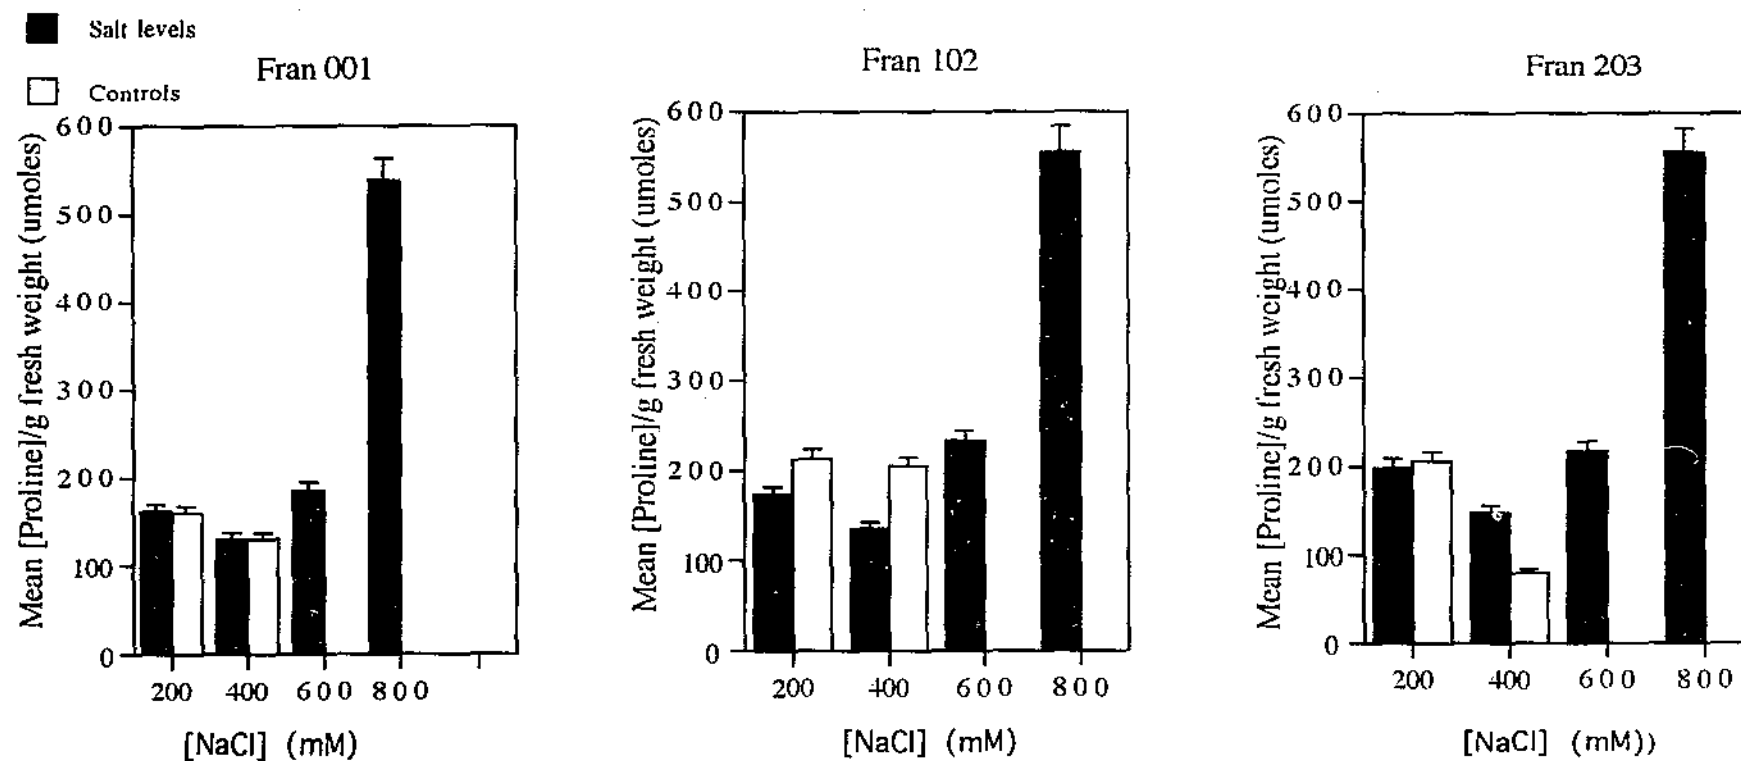 Salt levels
Controls
Fran 001
Mean [Proline]/g fresh weight (umoles)
600
500
400
300
200
100
0
200 400 600 800
[NaCl] (mM)
Fran 102
Mean [Proline]/g fresh weight (umoles)
600
500
400
300
200
100
0
200 400 600 800
[NaCl] (mM)
Fran 203
Mean [Proline]/g fresh weight (umoles)
600
500
400
300
200
100
0
200 400 600 800
[NaCl] (mM))